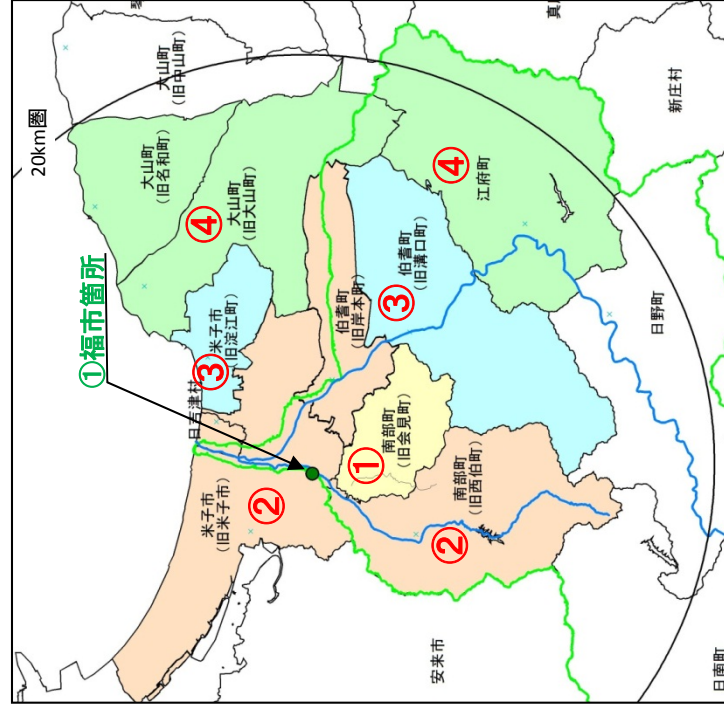 20km圏
①福市箇所
大山町
(旧中山町)
大山町
(旧名和町)
大山町
(旧大山町)
④
④
江府町
新庄村
米子市
(旧淀江町)
③
伯耆町
(旧溝口町)
③
伯耆町
(旧岸本町)
日吉津村
日野町
南部町
(旧会見町)
①
米子市
(旧米子市)
②
南部町
(旧西伯町)
②
安来市
日南町